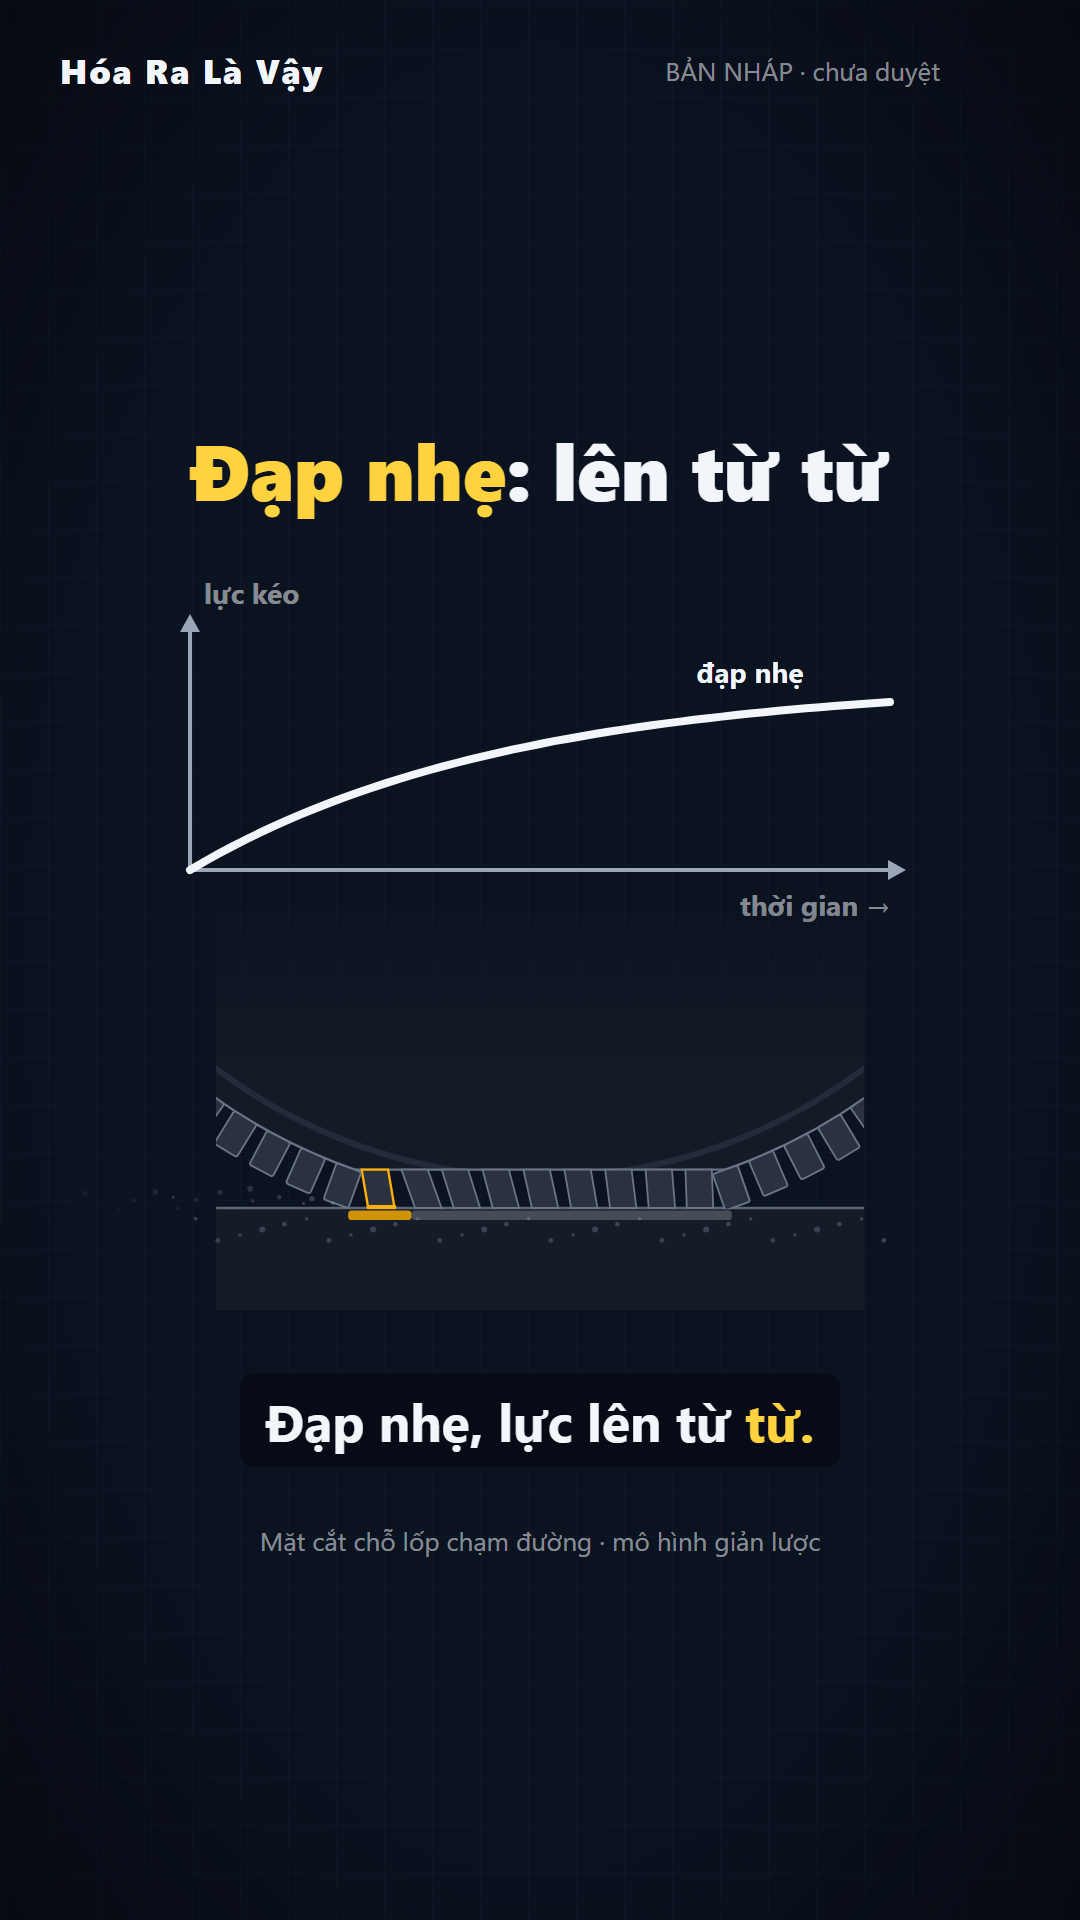 Hóa Ra Là Vậy
BẢN NHÁP · chưa duyệt
Đạp nhẹ: lên từ từ
lực kéo
đạp nhẹ
thời gian →
Đạp nhẹ, lực lên từ từ.
Mặt cắt chỗ lốp chạm đường · mô hình giản lược